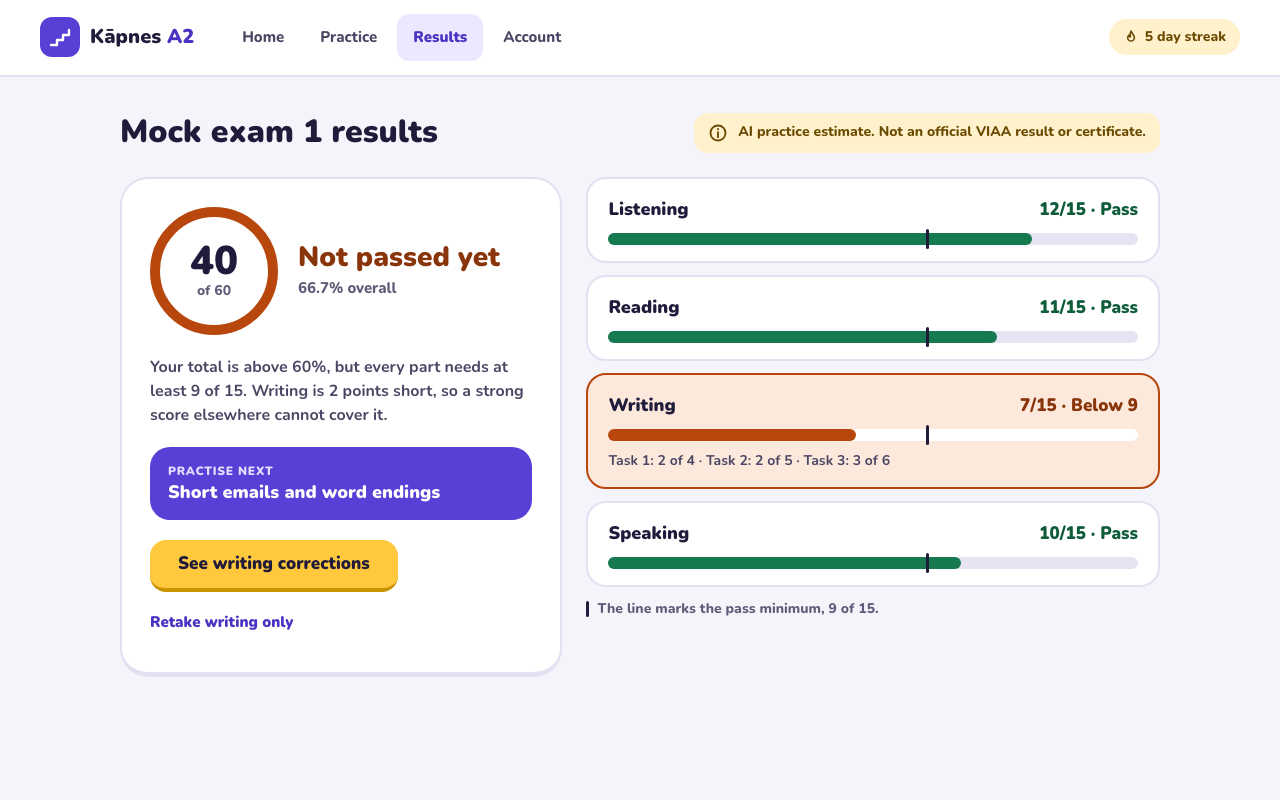 Kāpnes A2
Home
Practice
Results
Account
5 day streak
Mock exam 1 results
AI practice estimate. Not an official VIAA result or certificate.
40
of 60
Not passed yet
66.7% overall
Your total is above 60%, but every part needs at
least 9 of 15. Writing is 2 points short, so a strong
score elsewhere cannot cover it.
PRACTISE NEXT
Short emails and word endings
See writing corrections
Retake writing only
Listening
12/15 · Pass
Reading
11/15 · Pass
Writing
7/15 · Below 9
Task 1: 2 of 4 · Task 2: 2 of 5 · Task 3: 3 of 6
Speaking
10/15 · Pass
The line marks the pass minimum, 9 of 15.